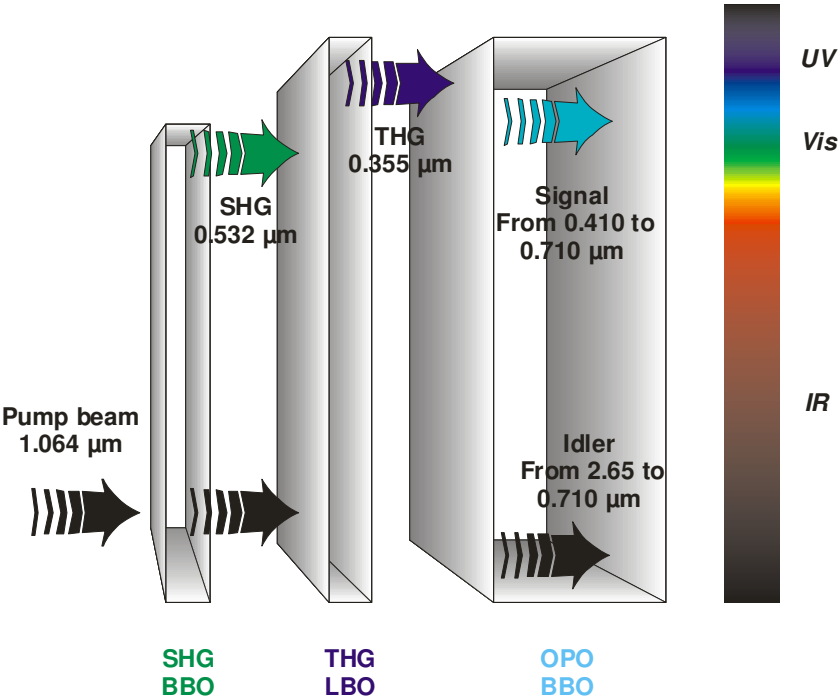 UV
THG
0.355 µm
Vis
Signal
From 0.410 to
0.710 µm
SHG
0.532 µm
Pump beam
1.064 µm
IR
Idler
From 2.65 to
0.710 µm
SHG
BBO
THG
LBO
OPO
BBO